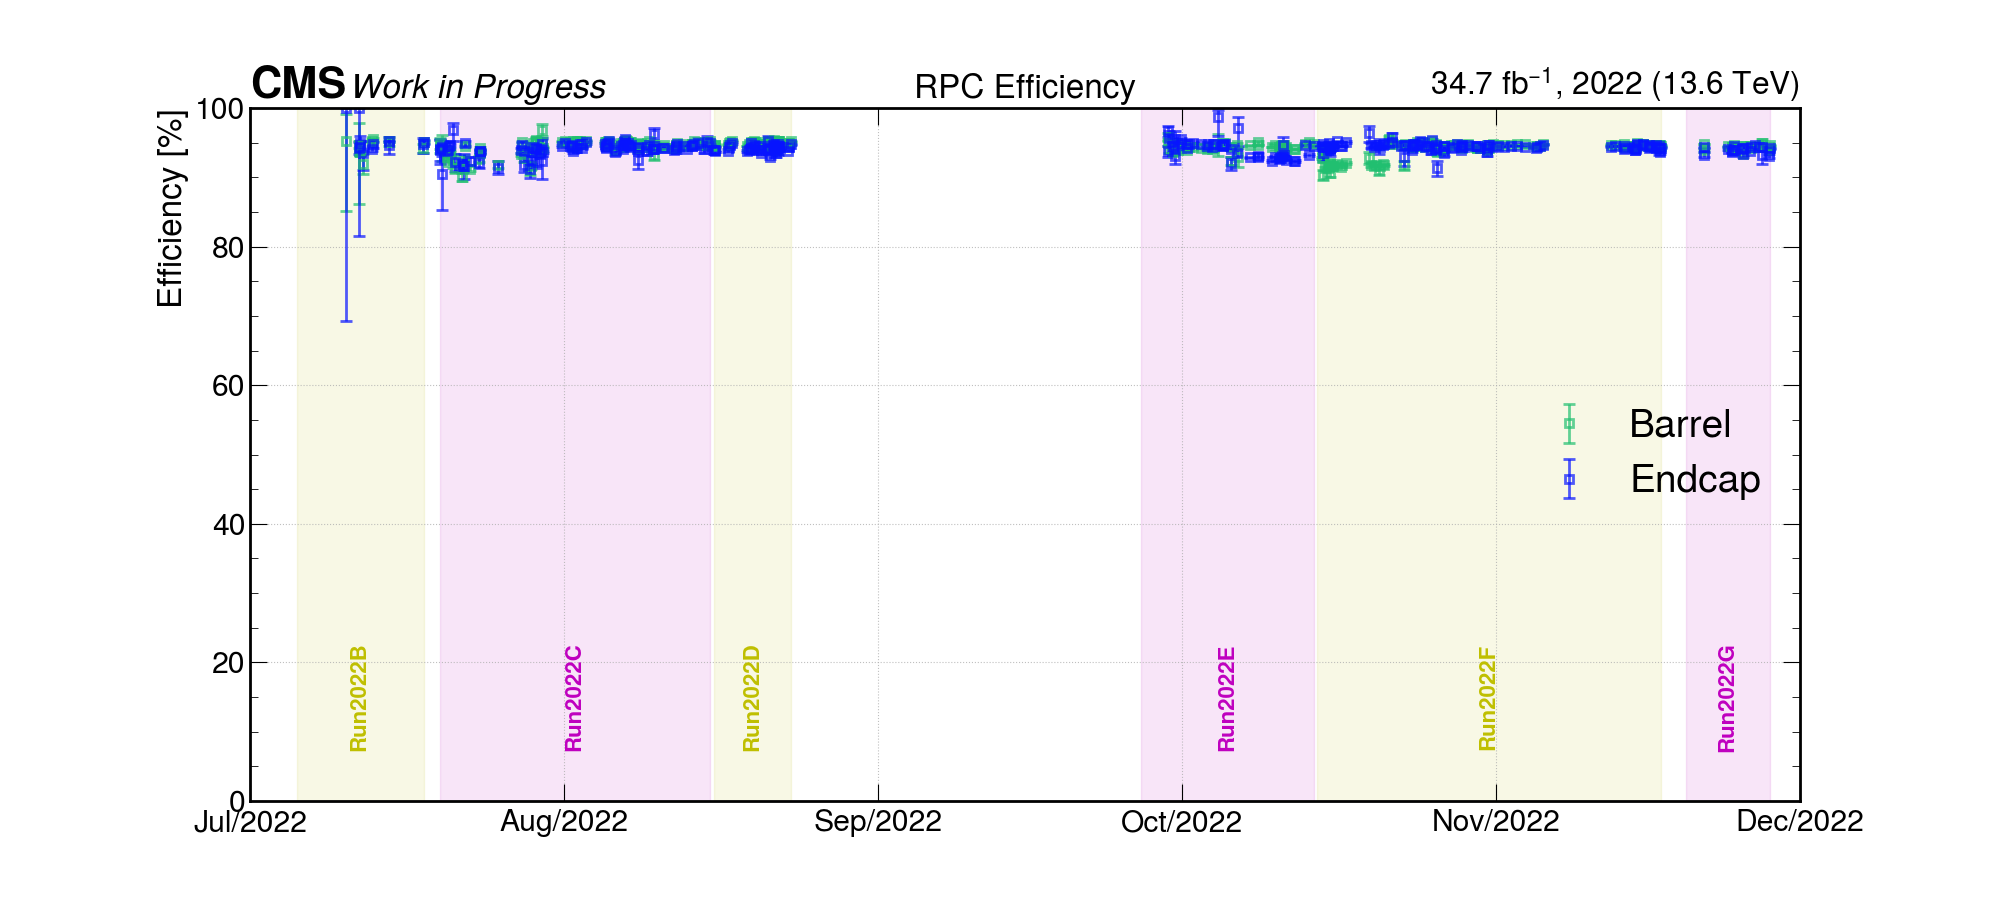 CMS Work in Progress RPC Efficiency 34.7 fb⁻¹, 2022 (13.6 TeV)
Efficiency [%]
100
80
60
40
20
0
Barrel
Endcap
Run2022B
Run2022C
Run2022D
Run2022E
Run2022F
Run2022G
Jul/2022 Aug/2022 Sep/2022 Oct/2022 Nov/2022 Dec/2022